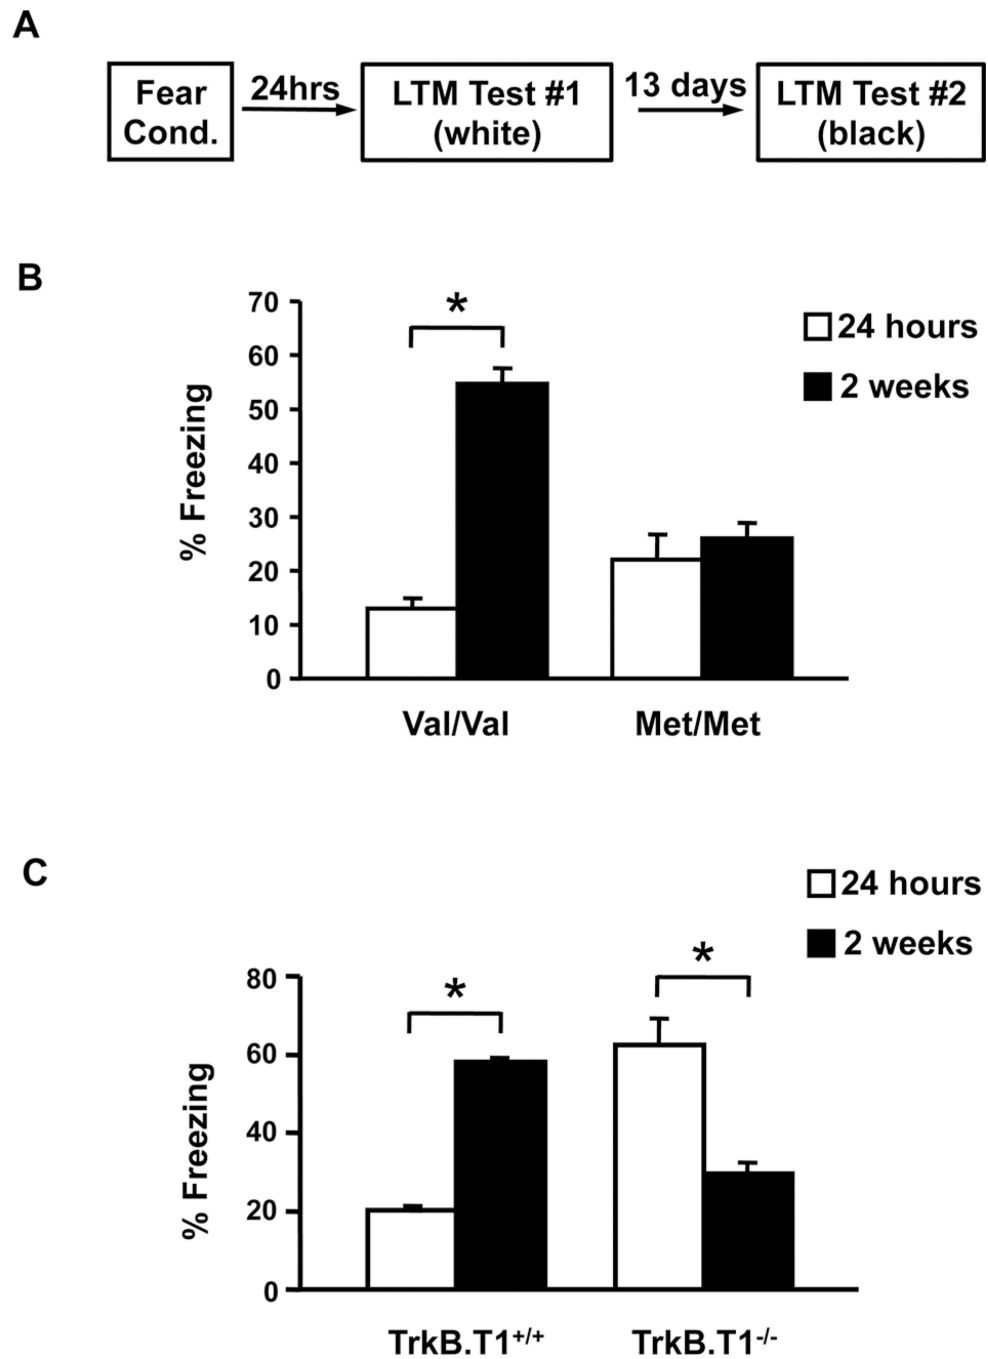 A
Fear
Cond.
24hrs
LTM Test #1
(white)
13 days
LTM Test #2
(black)
B
70
60
50
40
30
20
10
0
% Freezing
*
24 hours
2 weeks
Val/Val
Met/Met
C
80
60
40
20
0
% Freezing
*
*
24 hours
2 weeks
TrkB.T1+/+
TrkB.T1-/-